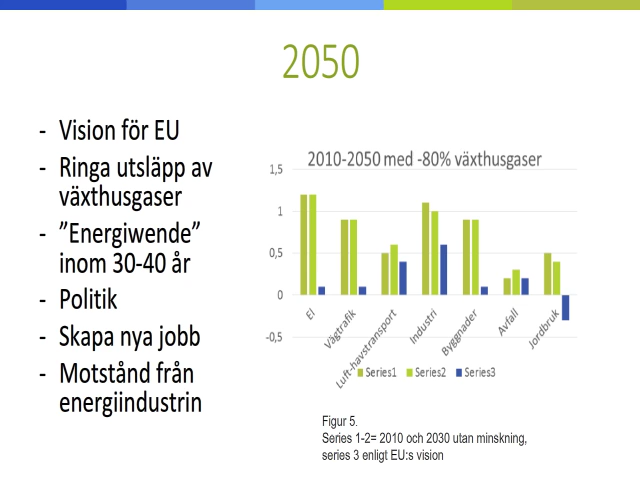 2050
- Vision för EU
- Ringa utsläpp av
växthusgaser
- ”Energiwende”
inom 30-40 år
- Politik
- Skapa nya jobb
- Motstånd från
energiindustrin
2010-2050 med -80% växthusgaser
1,5
1
0,5
0
-0,5
El
Vägtrafik
Luft-havstransport
Industri
Byggnader
Avfall
Jordbruk
Series1 Series2 Series3
Figur 5.
Series 1-2= 2010 och 2030 utan minskning,
series 3 enligt EU:s vision